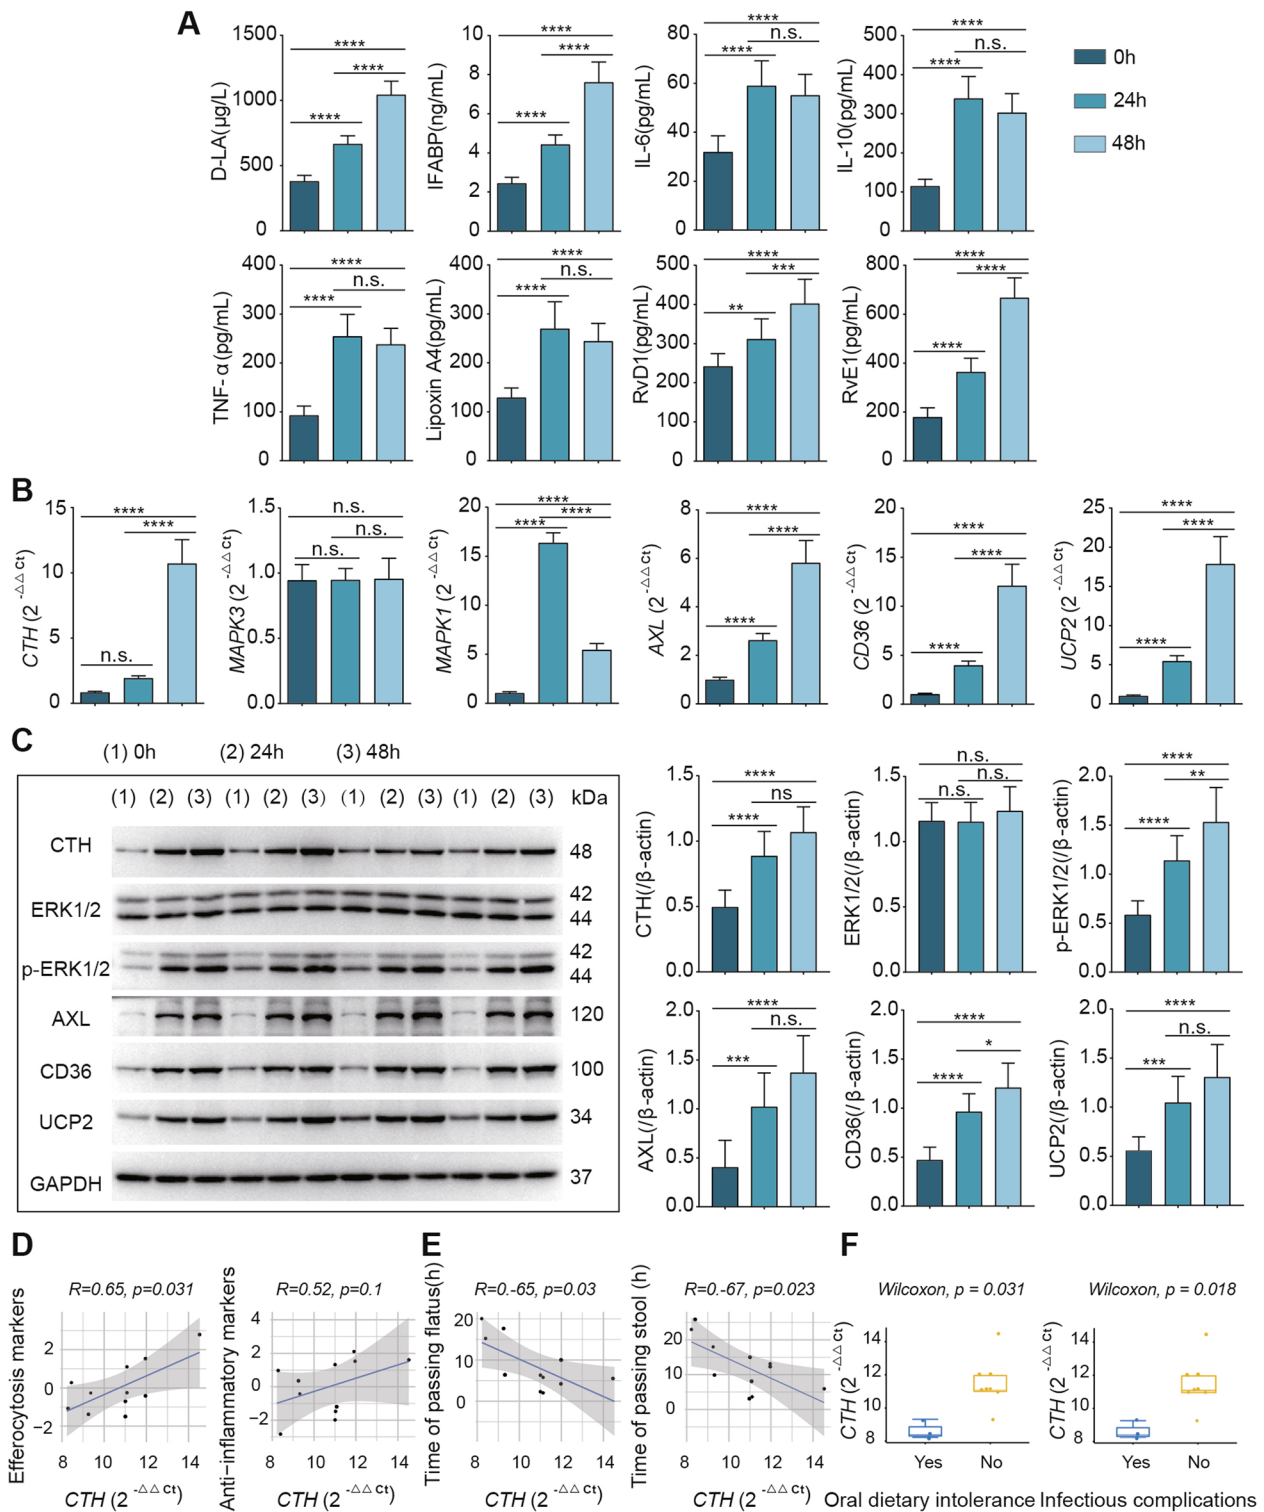 A
1500
1000
500
0
D-LA(µg/L)
****
****
****
10
8
6
4
2
0
IFABP(ng/mL)
****
****
****
80
60
40
20
0
IL-6(pg/mL)
****
n.s.
****
500
400
300
200
100
0
IL-10(pg/mL)
****
n.s.
****
0h
24h
48h
400
300
200
100
0
TNF-α(pg/mL)
****
n.s.
****
400
300
200
100
0
Lipoxin A4(pg/mL)
****
n.s.
****
500
400
300
200
100
0
RvD1(pg/mL)
****
***
**
800
600
400
200
0
RvE1(pg/mL)
****
****
****
B
15
10
5
0
CTH (2 -△△Ct)
****
****
n.s.
1.5
1.0
0.5
0.0
MAPK3 (2 -△△Ct)
n.s.
n.s.
n.s.
20
15
10
5
0
MAPK1 (2 -△△Ct)
****
****
****
8
6
4
2
0
AXL (2 -△△Ct)
****
****
****
20
15
10
5
0
CD36 (2 -△△Ct)
****
****
****
25
20
15
10
5
0
UCP2 (2 -△△Ct)
****
****
****
C
(1) 0h (2) 24h (3) 48h
(1) (2) (3) (1) (2) (3) (1) (2) (3) (1) (2) (3) kDa
CTH 48
ERK1/2 42
44
p-ERK1/2 42
44
AXL 120
CD36 100
UCP2 34
GAPDH 37
1.5
1.0
0.5
0.0
CTH(/β-actin)
****
ns
****
1.5
1.0
0.5
0.0
ERK1/2(/β-actin)
n.s.
n.s.
n.s.
2.0
1.5
1.0
0.5
0.0
p-ERK1/2(/β-actin)
****
**
****
2.0
1.5
1.0
0.5
0.0
AXL(/β-actin)
****
n.s.
***
2.0
1.5
1.0
0.5
0.0
CD36(/β-actin)
****
*
****
2.0
1.5
1.0
0.5
0.0
UCP2(/β-actin)
****
n.s.
***
D
R=0.65, p=0.031
Efferocytosis markers
2
0
−2
8 10 12 14
CTH (2 -△△Ct)
R=0.52, p=0.1
Anti−inflammatory markers
4
2
0
−2
8 10 12 14
CTH (2 -△△Ct)
E
R=0.-65, p=0.03
Time of passing flatus(h)
20
10
0
8 10 12 14
CTH (2 -△△Ct)
R=0.-67, p=0.023
Time of passing stool (h)
20
10
0
8 10 12 14
CTH (2 -△△Ct)
F
Wilcoxon, p = 0.031
CTH (2 -△△Ct)
14
12
10
8
Yes No
Oral dietary intolerance
Wilcoxon, p = 0.018
CTH (2 -△△Ct)
14
12
10
8
Yes No
Infectious complications